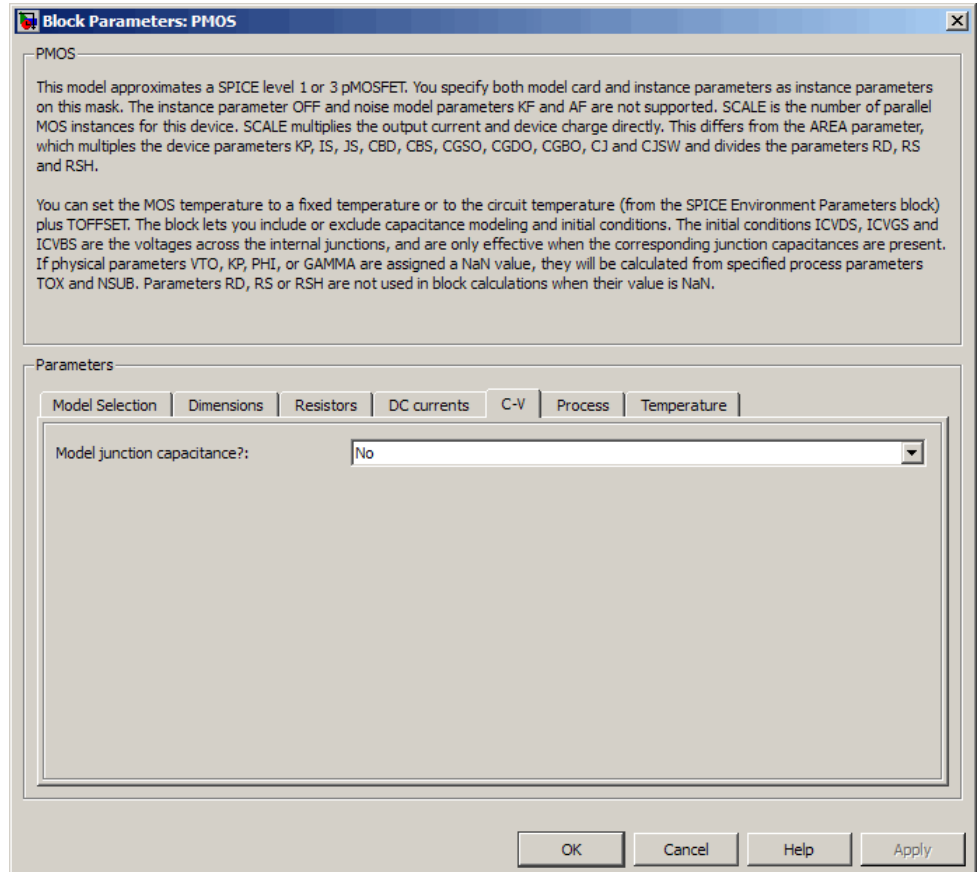 Block Parameters: PMOS
PMOS
This model approximates a SPICE level 1 or 3 pMOSFET. You specify both model card and instance parameters as instance parameters
on this mask. The instance parameter OFF and noise model parameters KF and AF are not supported. SCALE is the number of parallel
MOS instances for this device. SCALE multiplies the output current and device charge directly. This differs from the AREA parameter,
which multiples the device parameters KP, IS, JS, CBD, CBS, CGSO, CGDO, CGBO, CJ and CJSW and divides the parameters RD, RS
and RSH.
You can set the MOS temperature to a fixed temperature or to the circuit temperature (from the SPICE Environment Parameters block)
plus TOFFSET. The block lets you include or exclude capacitance modeling and initial conditions. The initial conditions ICVDS, ICVGS and
ICVBS are the voltages across the internal junctions, and are only effective when the corresponding junction capacitances are present.
If physical parameters VTO, KP, PHI, or GAMMA are assigned a NaN value, they will be calculated from specified process parameters
TOX and NSUB. Parameters RD, RS or RSH are not used in block calculations when their value is NaN.
Parameters
Model Selection Dimensions Resistors DC currents C-V Process Temperature
Model junction capacitance?: No
OK Cancel Help Apply